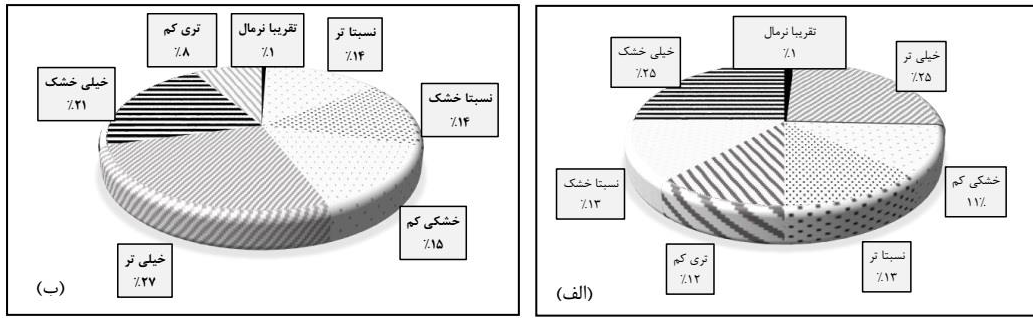 تقریبا نرمال
٪۱
خیلی تر
٪۲۵
خشکی کم
۱۱٪
نسبتا تر
٪۱۳
تری کم
٪۱۲
نسبتا خشک
٪۱۳
خیلی خشک
٪۲۵
(الف)
تقریبا نرمال
٪۱
نسبتا تر
٪۱۴
نسبتا خشک
٪۱۴
خشکی کم
٪۱۵
خیلی تر
٪۲۷
خیلی خشک
٪۲۱
تری کم
٪۸
(ب)